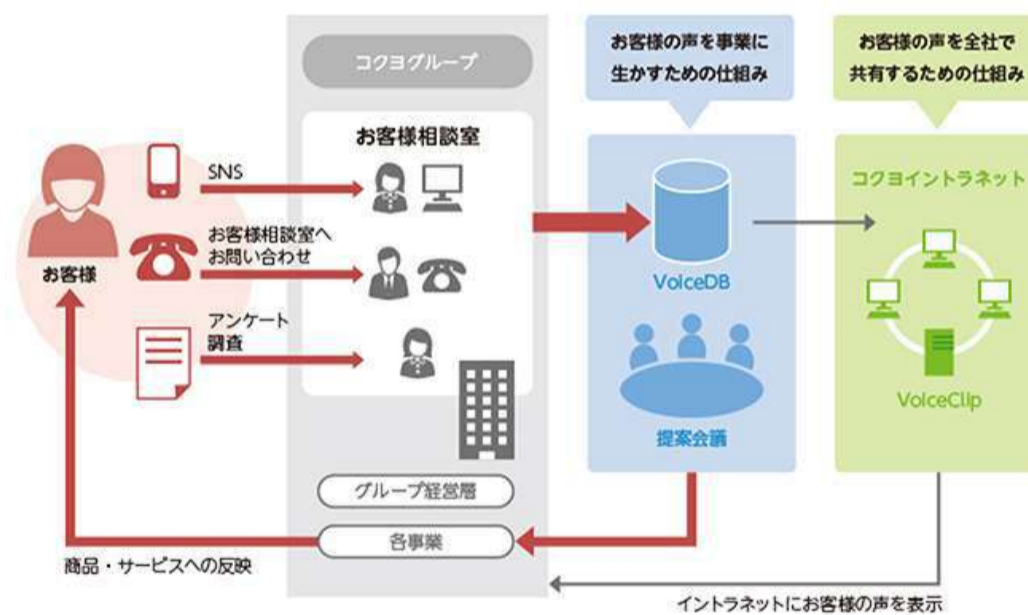 コクヨグループ
お客様の声を事業に
生かすための仕組み
お客様の声を全社で
共有するための仕組み
お客様相談室
コクヨイントラネット
SNS
お客様相談室へ
お問い合わせ
お客様
VoiceDB
アンケート
調査
VoiceClip
提案会議
グループ経営層
各事業
商品・サービスへの反映
イントラネットにお客様の声を表示